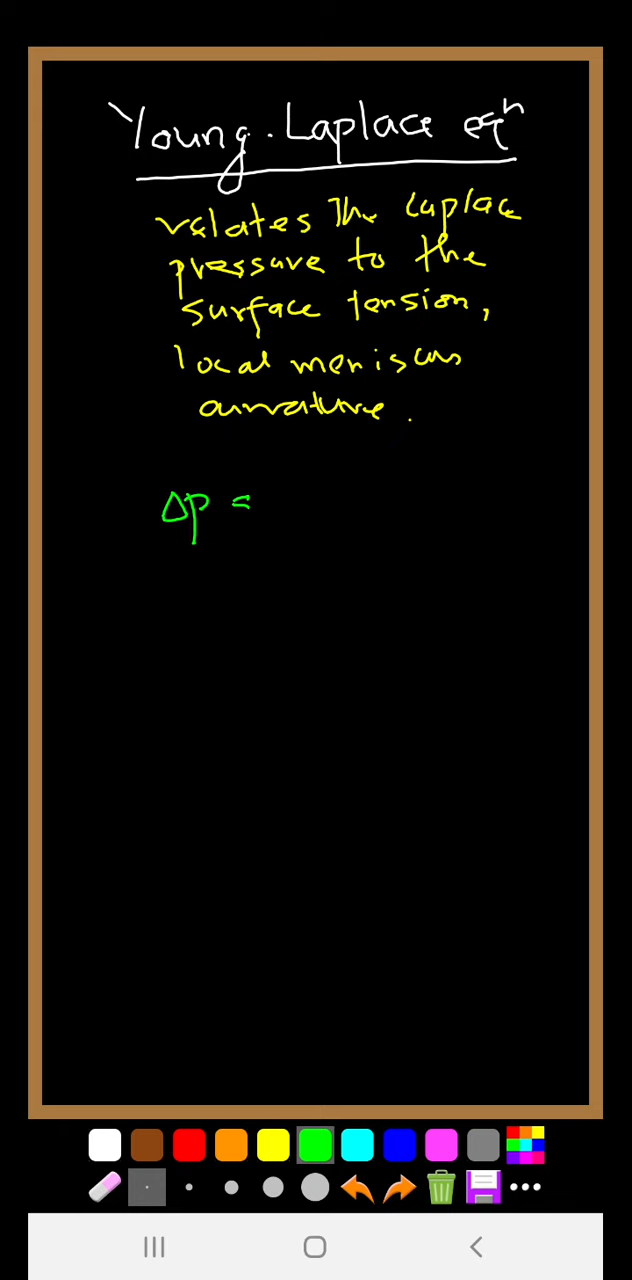 Young-Laplace eqn
relates the Laplace
pressure to the
surface tension,
local meniscus
curvature.
Δp =